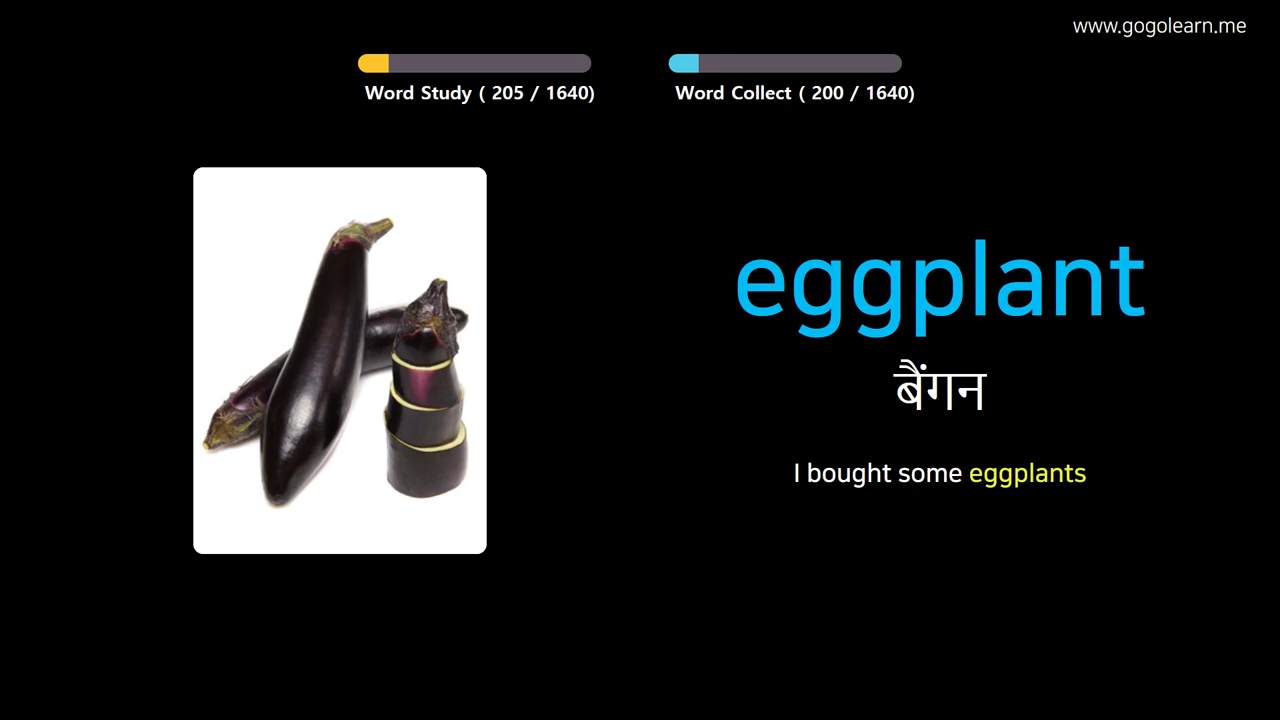 www.gogolearn.me
Word Study ( 205 / 1640)
Word Collect ( 200 / 1640)
eggplant
बैंगन
I bought some eggplants